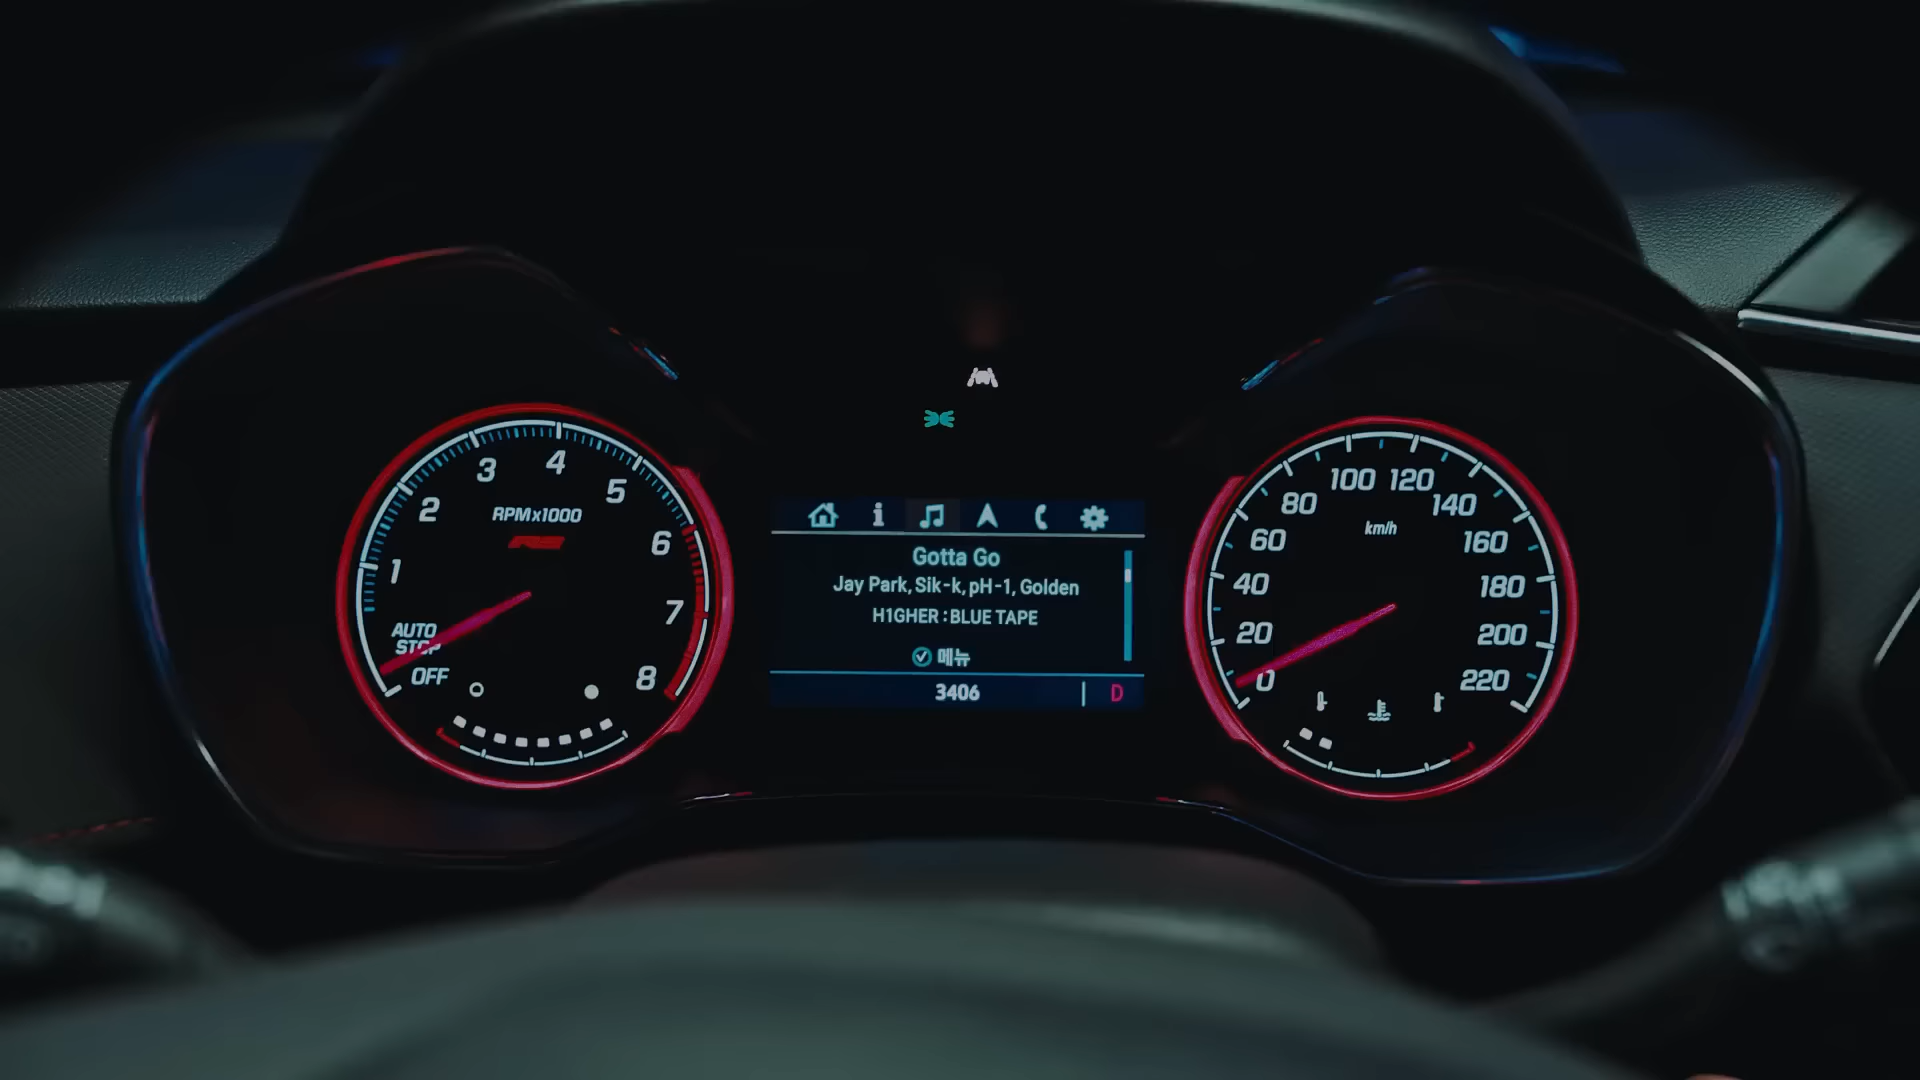 1
2
3
4
5
6
7
8
RPMx1000
RS
AUTO
STOP
OFF
Gotta Go
Jay Park, Sik-k, pH-1, Golden
H1GHER : BLUE TAPE
메뉴
3406
D
0
20
40
60
80
100
120
140
160
180
200
220
km/h